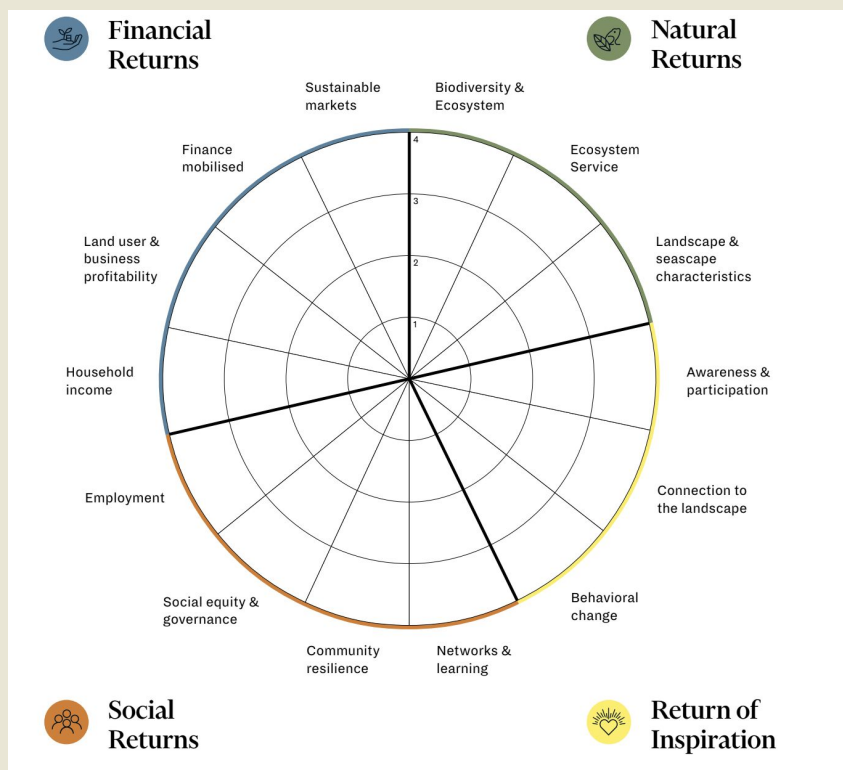 Financial
Returns
Natural
Returns
Sustainable
markets
Biodiversity &
Ecosystem
Finance
mobilised
Ecosystem
Service
Land user &
business
profitability
Landscape &
seascape
characteristics
4
3
2
1
Household
income
Awareness &
participation
Employment
Connection to
the landscape
Social equity &
governance
Behavioral
change
Community
resilience
Networks &
learning
Social
Returns
Return of
Inspiration